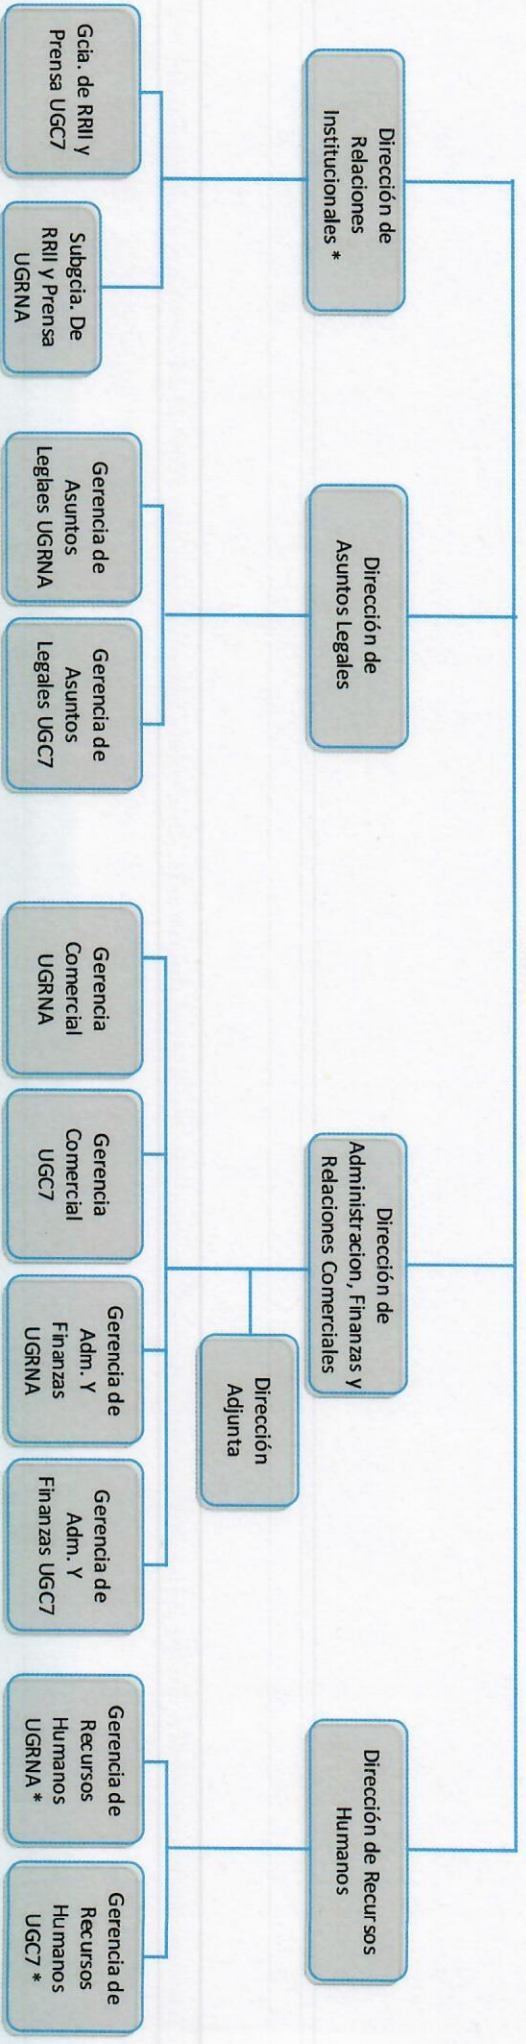 Dirección de
Relaciones
Institucionales *
Dirección de
Asuntos Legales
Dirección de
Administracion, Finanzas y
Relaciones Comerciales
Dirección de Recursos
Humanos
Dirección
Adjunta
Gcia. de RRII y
Prensa UGC7
Subgcia. De
RRII y Prensa
UGRNA
Gerencia de
Asuntos
Leglaes UGRNA
Gerencia de
Asuntos
Legales UGC7
Gerencia
Comercial
UGRNA
Gerencia
Comercial
UGC7
Gerencia de
Adm. Y
Finanzas
UGRNA
Gerencia de
Adm. Y
Finanzas UGC7
Gerencia de
Recursos
Humanos
UGRNA *
Gerencia de
Recursos
Humanos
UGC7 *